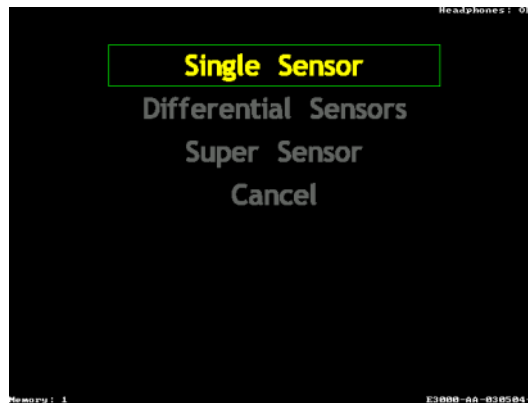 Headphones: O
Single Sensor
Differential Sensors
Super Sensor
Cancel
Memory: 1
E3000-AA-030504